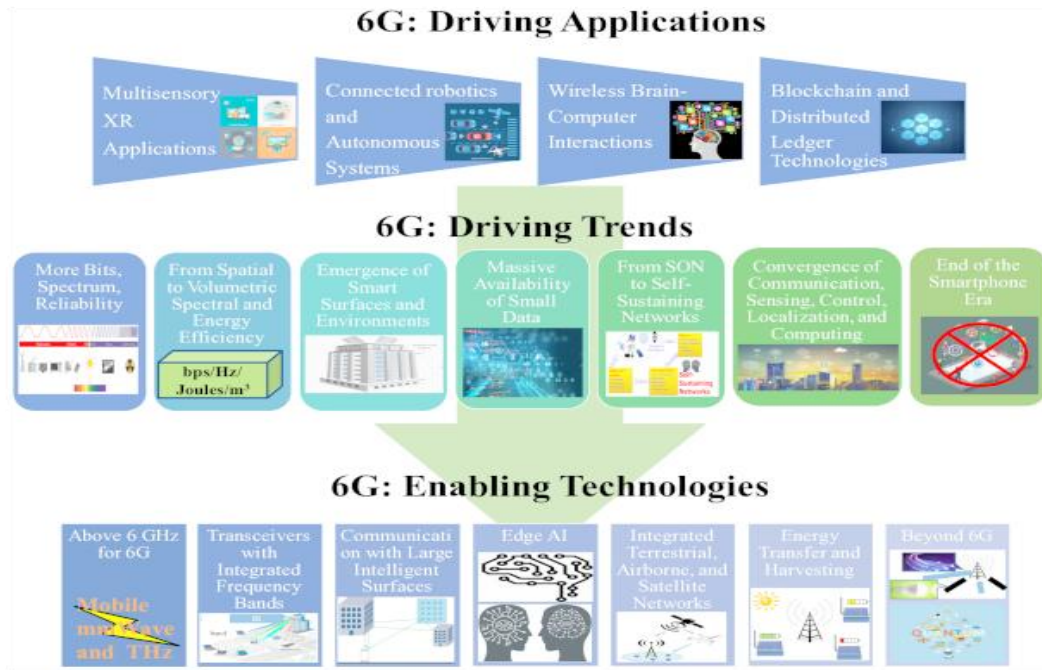 6G: Driving Applications
Multisensory
XR
Applications
Connected robotics
and
Autonomous
Systems
Wireless Brain-
Computer
Interactions
Blockchain and
Distributed
Ledger
Technologies
6G: Driving Trends
More Bits,
Spectrum,
Reliability
From Spatial
to Volumetric
Spectral and
Energy
Efficiency
bps/Hz/
Joules/m³
Emergence of
Smart
Surfaces and
Environments
Massive
Availability
of Small
Data
From SON
to Self-
Sustaining
Networks
Self-
Sustaining
Networks
Convergence of
Communication,
Sensing, Control,
Localization, and
Computing
End of the
Smartphone
Era
6G: Enabling Technologies
Above 6 GHz
for 6G
Mobile
mmWave
and THz
Transceivers
with
Integrated
Frequency
Bands
Communicati
on with Large
Intelligent
Surfaces
Edge AI
Integrated
Terrestrial,
Airborne, and
Satellite
Networks
Energy
Transfer and
Harvesting
Beyond 6G